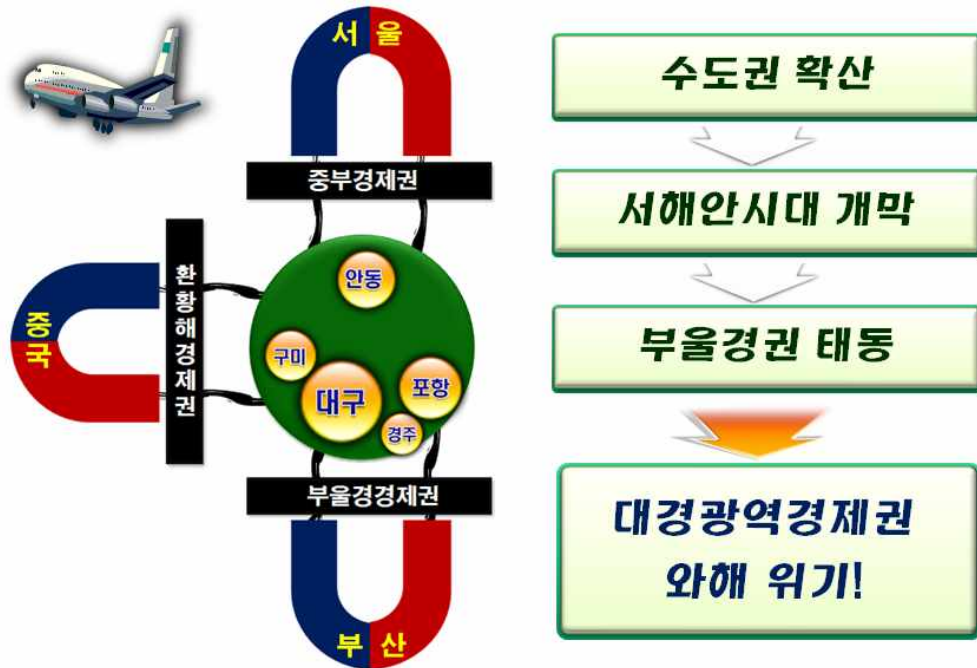 서울
중부경제권
환황해경제권
중국
안동
구미
대구
포항
경주
부울경경제권
부산
수도권 확산
서해안시대 개막
부울경권 태동
대경광역경제권
와해 위기!